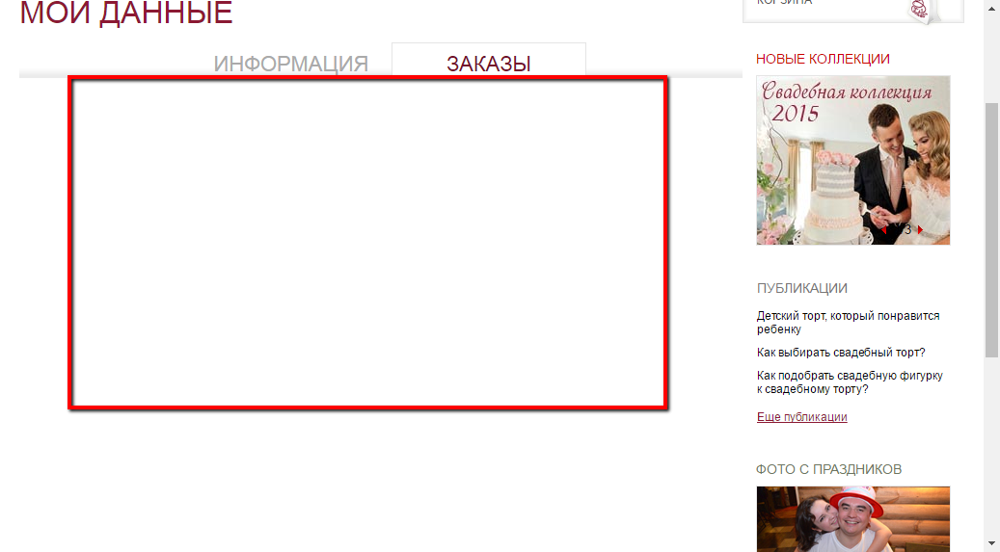 МОИ ДАННЫЕ
ИНФОРМАЦИЯ
ЗАКАЗЫ
КОРЗИНА
НОВЫЕ КОЛЛЕКЦИИ
Свадебная коллекция
2015
3
ПУБЛИКАЦИИ
Детский торт, который понравится
ребенку
Как выбирать свадебный торт?
Как подобрать свадебную фигурку
к свадебному торту?
Еще публикации
ФОТО С ПРАЗДНИКОВ